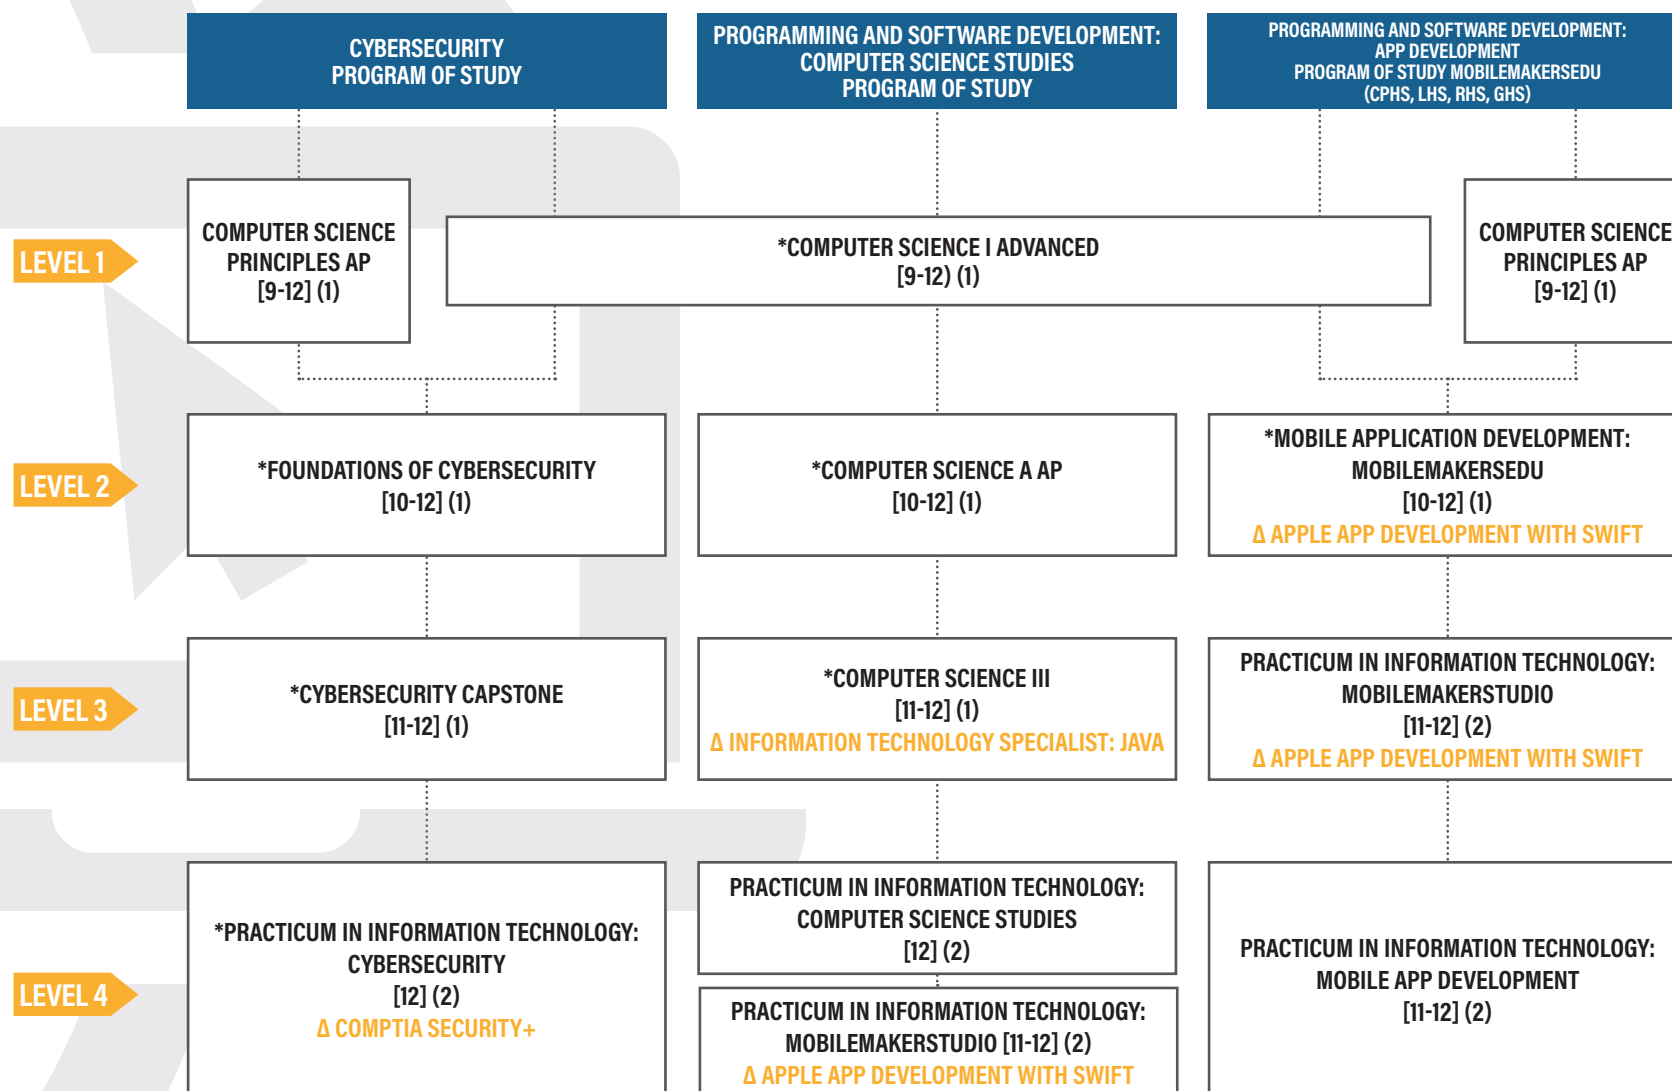 CYBERSECURITY
PROGRAM OF STUDY
PROGRAMMING AND SOFTWARE DEVELOPMENT:
COMPUTER SCIENCE STUDIES
PROGRAM OF STUDY
PROGRAMMING AND SOFTWARE DEVELOPMENT:
APP DEVELOPMENT
PROGRAM OF STUDY MOBILEMAKERSEDU
(CPHS, LHS, RHS, GHS)
LEVEL 1
COMPUTER SCIENCE
PRINCIPLES AP
[9-12] (1)
*COMPUTER SCIENCE I ADVANCED
[9-12) (1)
COMPUTER SCIENCE
PRINCIPLES AP
[9-12] (1)
LEVEL 2
*FOUNDATIONS OF CYBERSECURITY
[10-12] (1)
*COMPUTER SCIENCE A AP
[10-12] (1)
*MOBILE APPLICATION DEVELOPMENT:
MOBILEMAKERSEDU
[10-12] (1)
Δ APPLE APP DEVELOPMENT WITH SWIFT
LEVEL 3
*CYBERSECURITY CAPSTONE
[11-12] (1)
*COMPUTER SCIENCE III
[11-12] (1)
Δ INFORMATION TECHNOLOGY SPECIALIST: JAVA
PRACTICUM IN INFORMATION TECHNOLOGY:
MOBILEMAKERSTUDIO
[11-12] (2)
Δ APPLE APP DEVELOPMENT WITH SWIFT
LEVEL 4
*PRACTICUM IN INFORMATION TECHNOLOGY:
CYBERSECURITY
[12] (2)
Δ COMPTIA SECURITY+
PRACTICUM IN INFORMATION TECHNOLOGY:
COMPUTER SCIENCE STUDIES
[12] (2)
PRACTICUM IN INFORMATION TECHNOLOGY:
MOBILEMAKERSTUDIO [11-12] (2)
Δ APPLE APP DEVELOPMENT WITH SWIFT
PRACTICUM IN INFORMATION TECHNOLOGY:
MOBILE APP DEVELOPMENT
[11-12] (2)